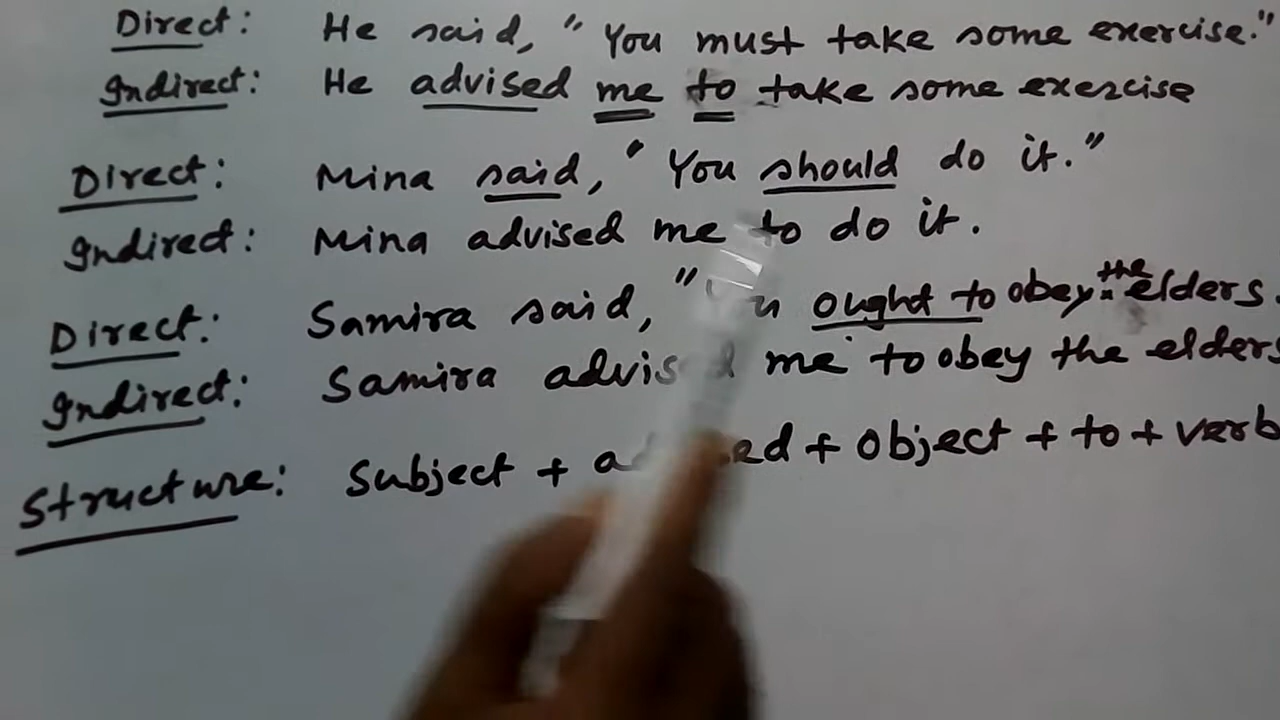 Direct: He said, "You must take some exercise."
Indirect: He advised me to take some exercise
Direct: Mina said, "You should do it."
Indirect: Mina advised me to do it.
Direct: Samira said, " ought to obey the elders.
Indirect: Samira advised me to obey the elders
Structure: Subject + + object + to + verb